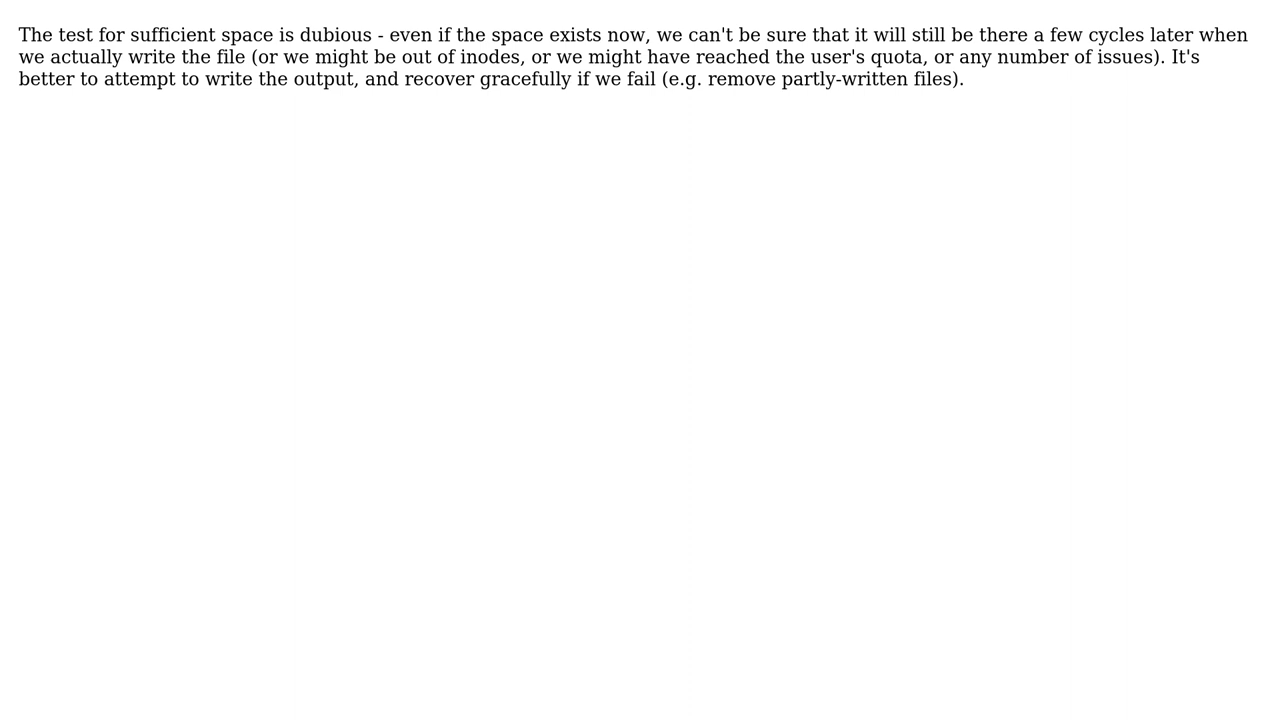 The test for sufficient space is dubious - even if the space exists now, we can't be sure that it will still be there a few cycles later when
we actually write the file (or we might be out of inodes, or we might have reached the user's quota, or any number of issues). It's
better to attempt to write the output, and recover gracefully if we fail (e.g. remove partly-written files).